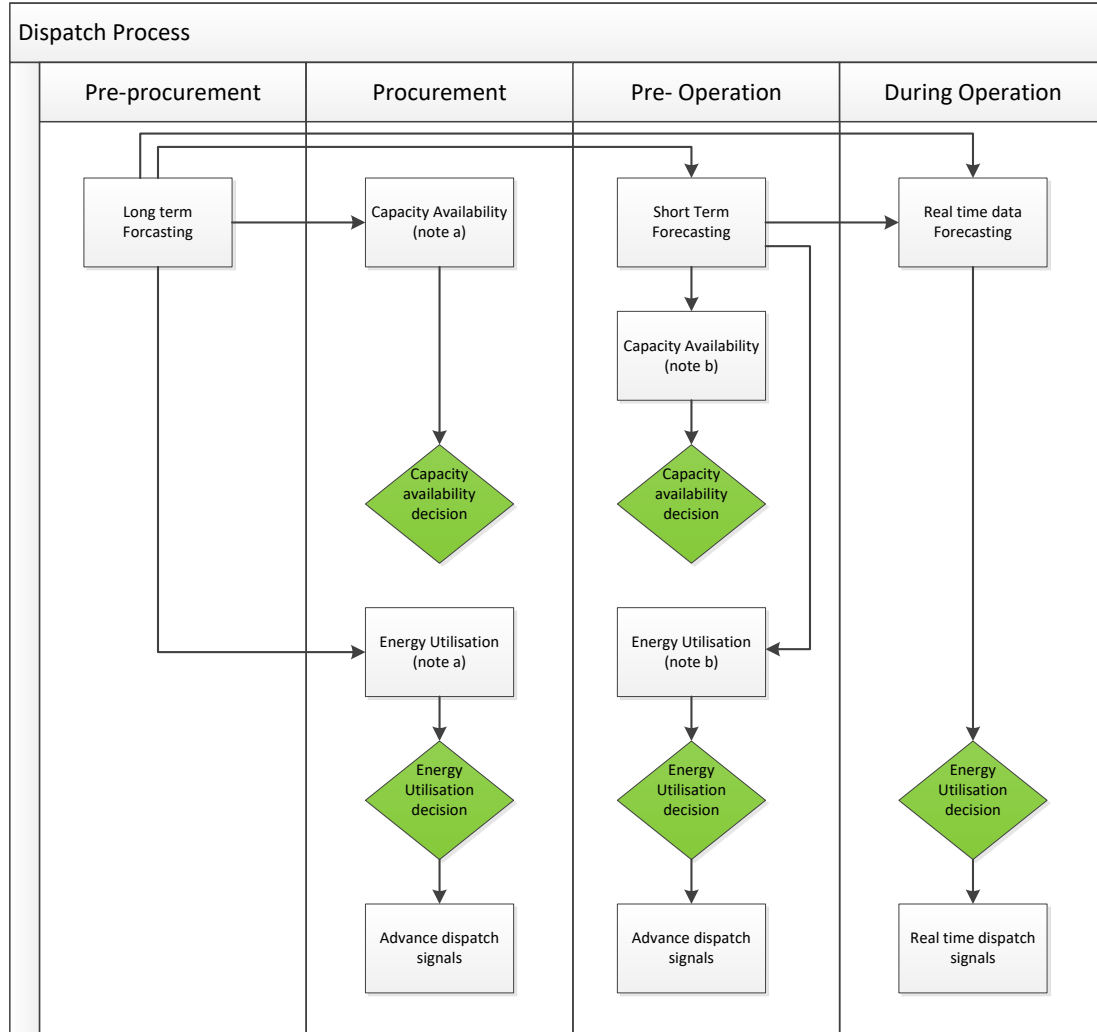 Dispatch Process
Pre-procurement
Procurement
Pre- Operation
During Operation
Long term
Forcasting
Capacity Availability
(note a)
Short Term
Forecasting
Real time data
Forecasting
Capacity Availability
(note b)
Capacity
availability
decision
Capacity
availability
decision
Energy Utilisation
(note a)
Energy Utilisation
(note b)
Energy
Utilisation
decision
Energy
Utilisation
decision
Energy
Utilisation
decision
Advance dispatch
signals
Advance dispatch
signals
Real time dispatch
signals